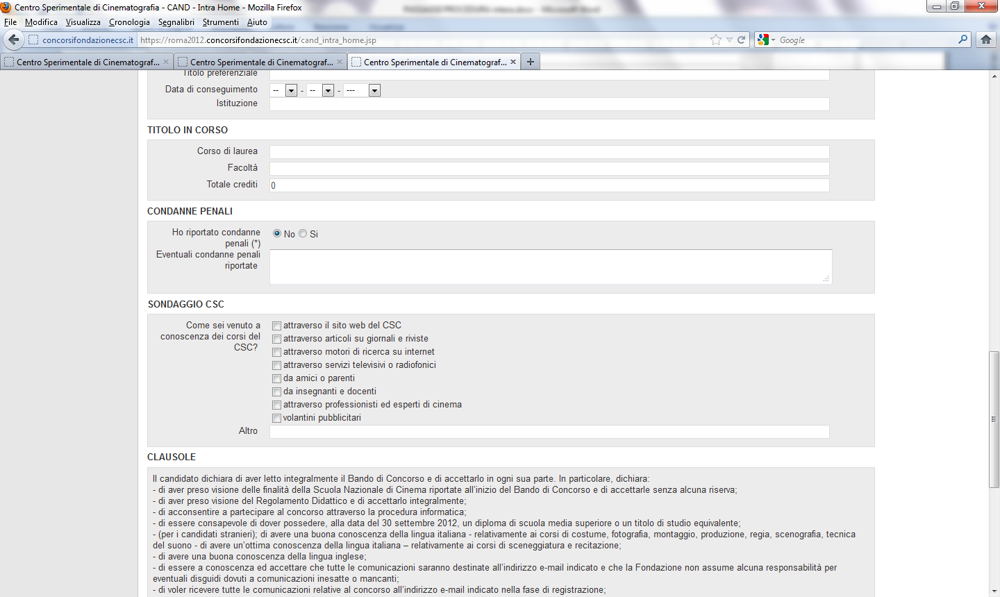 Centro Sperimentale di Cinematografia - CAND - Intra Home - Mozilla Firefox
File Modifica Visualizza Cronologia Segnalibri Strumenti Aiuto
concorsifondazionecsc.it https://roma2012.concorsifondazionecsc.it/cand_intra_home.jsp Google
Centro Sperimentale di Cinematograf... Centro Sperimentale di Cinematograf... Centro Sperimentale di Cinematograf...
Titolo preferenziale
Data di conseguimento -- - -- - ---
Istituzione
TITOLO IN CORSO
Corso di laurea
Facoltà
Totale crediti 0
CONDANNE PENALI
Ho riportato condanne
penali (*) No Si
Eventuali condanne penali
riportate
SONDAGGIO CSC
Come sei venuto a
conoscenza dei corsi del
CSC?
attraverso il sito web del CSC
attraverso articoli su giornali e riviste
attraverso motori di ricerca su internet
attraverso servizi televisivi o radiofonici
da amici o parenti
da insegnanti e docenti
attraverso professionisti ed esperti di cinema
volantini pubblicitari
Altro
CLAUSOLE
Il candidato dichiara di aver letto integralmente il Bando di Concorso e di accettarlo in ogni sua parte. In particolare, dichiara:
- di aver preso visione delle finalità della Scuola Nazionale di Cinema riportate all'inizio del Bando di Concorso e di accettarle senza alcuna riserva;
- di aver preso visione del Regolamento Didattico e di accettarlo integralmente;
- di acconsentire a partecipare al concorso attraverso la procedura informatica;
- di essere consapevole di dover possedere, alla data del 30 settembre 2012, un diploma di scuola media superiore o un titolo di studio equivalente;
- (per i candidati stranieri); di avere una buona conoscenza della lingua italiana - relativamente ai corsi di costume, fotografia, montaggio, produzione, regia, scenografia, tecnica
del suono - di avere un'ottima conoscenza della lingua italiana – relativamente ai corsi di sceneggiatura e recitazione;
- di avere una buona conoscenza della lingua inglese;
- di essere a conoscenza ed accettare che tutte le comunicazioni saranno destinate all'indirizzo e-mail indicato e che la Fondazione non assume alcuna responsabilità per
eventuali disguidi dovuti a comunicazioni inesatte o mancanti;
- di voler ricevere tutte le comunicazioni relative al concorso all'indirizzo e-mail indicato nella fase di registrazione;